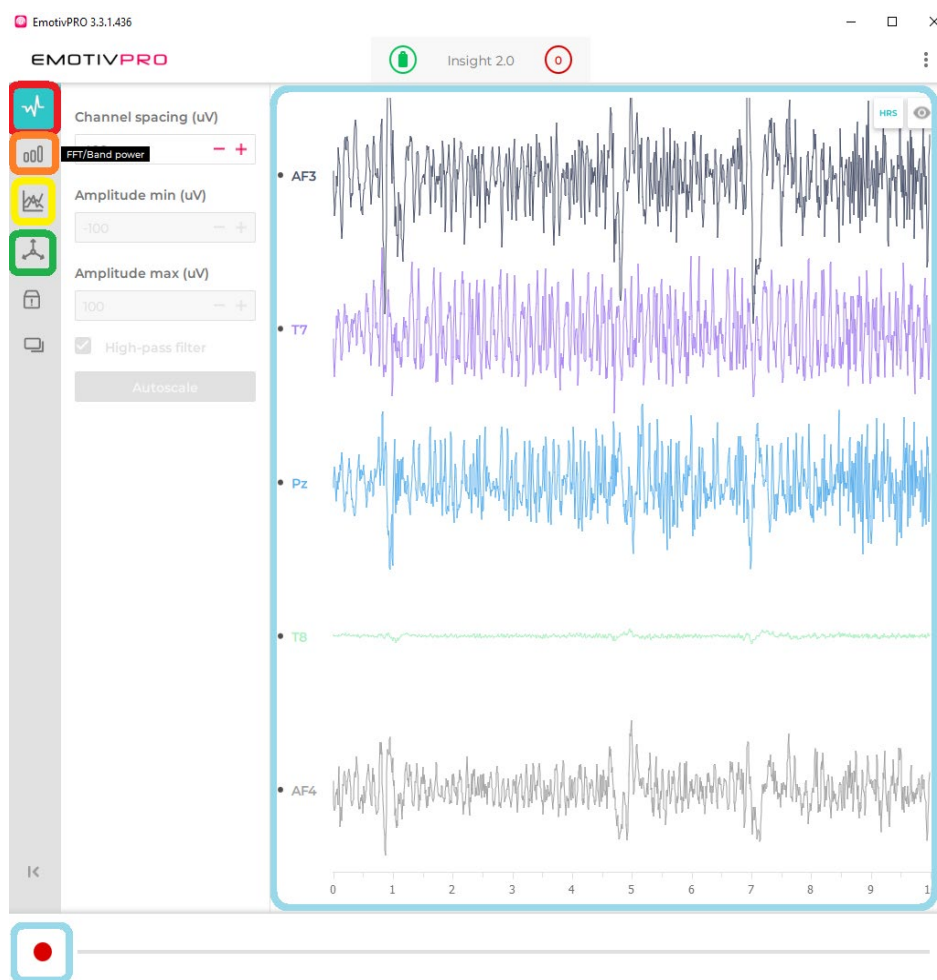 EmotivPRO 3.3.1.436
EMOTIVPRO
Insight 2.0
0
Channel spacing (uV)
FFT/Band power
Amplitude min (uV)
-100
Amplitude max (uV)
100
High-pass filter
Autoscale
HRS
AF3
T7
Pz
T8
AF4
0 1 2 3 4 5 6 7 8 9